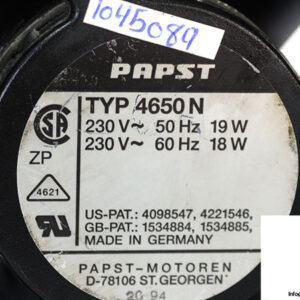 1045089
PAPST
TYP 4650 N
230 V~ 50 Hz 19 W
230 V~ 60 Hz 18 W
ZP
4621
US-PAT.: 4098547, 4221546,
GB-PAT.: 1534884, 1534885,
MADE IN GERMANY
PAPST-MOTOREN
D-78106 ST. GEORGEN
20 94